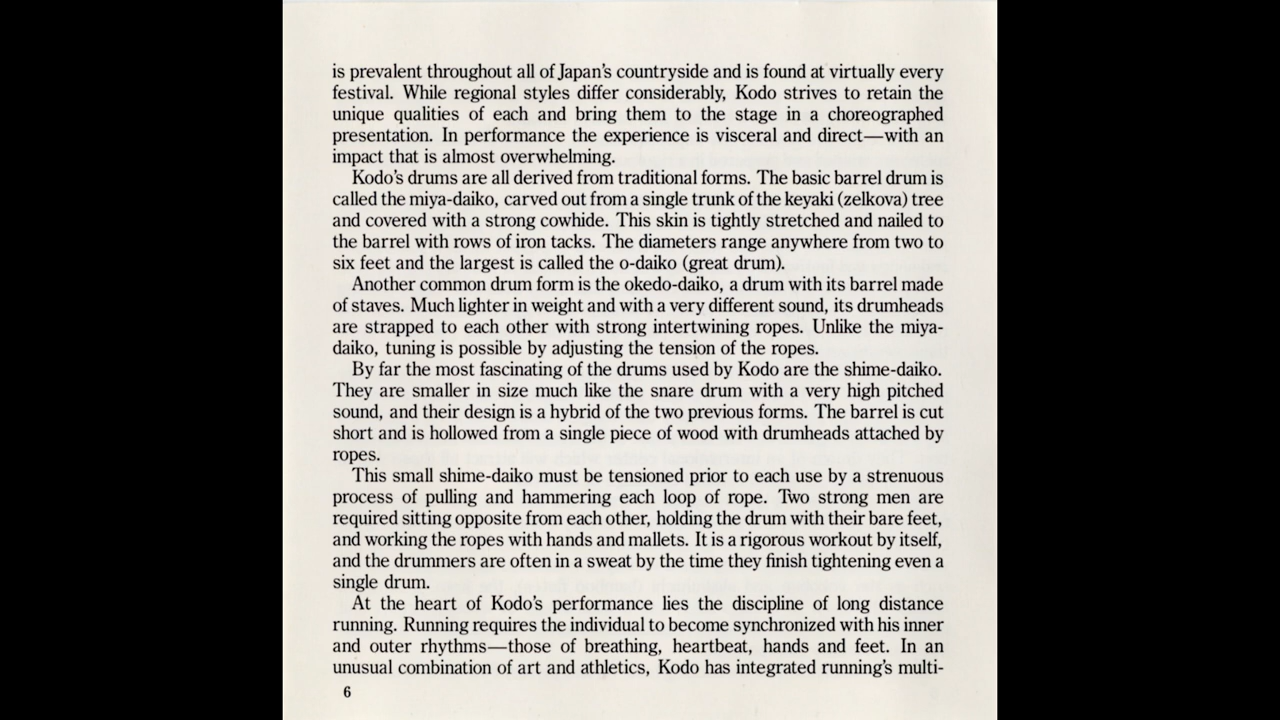 is prevalent throughout all of Japan's countryside and is found at virtually every
festival. While regional styles differ considerably, Kodo strives to retain the
unique qualities of each and bring them to the stage in a choreographed
presentation. In performance the experience is visceral and direct—with an
impact that is almost overwhelming.
Kodo's drums are all derived from traditional forms. The basic barrel drum is
called the miya-daiko, carved out from a single trunk of the keyaki (zelkova) tree
and covered with a strong cowhide. This skin is tightly stretched and nailed to
the barrel with rows of iron tacks. The diameters range anywhere from two to
six feet and the largest is called the o-daiko (great drum).
Another common drum form is the okedo-daiko, a drum with its barrel made
of staves. Much lighter in weight and with a very different sound, its drumheads
are strapped to each other with strong intertwining ropes. Unlike the miya-
daiko, tuning is possible by adjusting the tension of the ropes.
By far the most fascinating of the drums used by Kodo are the shime-daiko.
They are smaller in size much like the snare drum with a very high pitched
sound, and their design is a hybrid of the two previous forms. The barrel is cut
short and is hollowed from a single piece of wood with drumheads attached by
ropes.
This small shime-daiko must be tensioned prior to each use by a strenuous
process of pulling and hammering each loop of rope. Two strong men are
required sitting opposite from each other, holding the drum with their bare feet,
and working the ropes with hands and mallets. It is a rigorous workout by itself,
and the drummers are often in a sweat by the time they finish tightening even a
single drum.
At the heart of Kodo's performance lies the discipline of long distance
running. Running requires the individual to become synchronized with his inner
and outer rhythms—those of breathing, heartbeat, hands and feet. In an
unusual combination of art and athletics, Kodo has integrated running's multi-
6